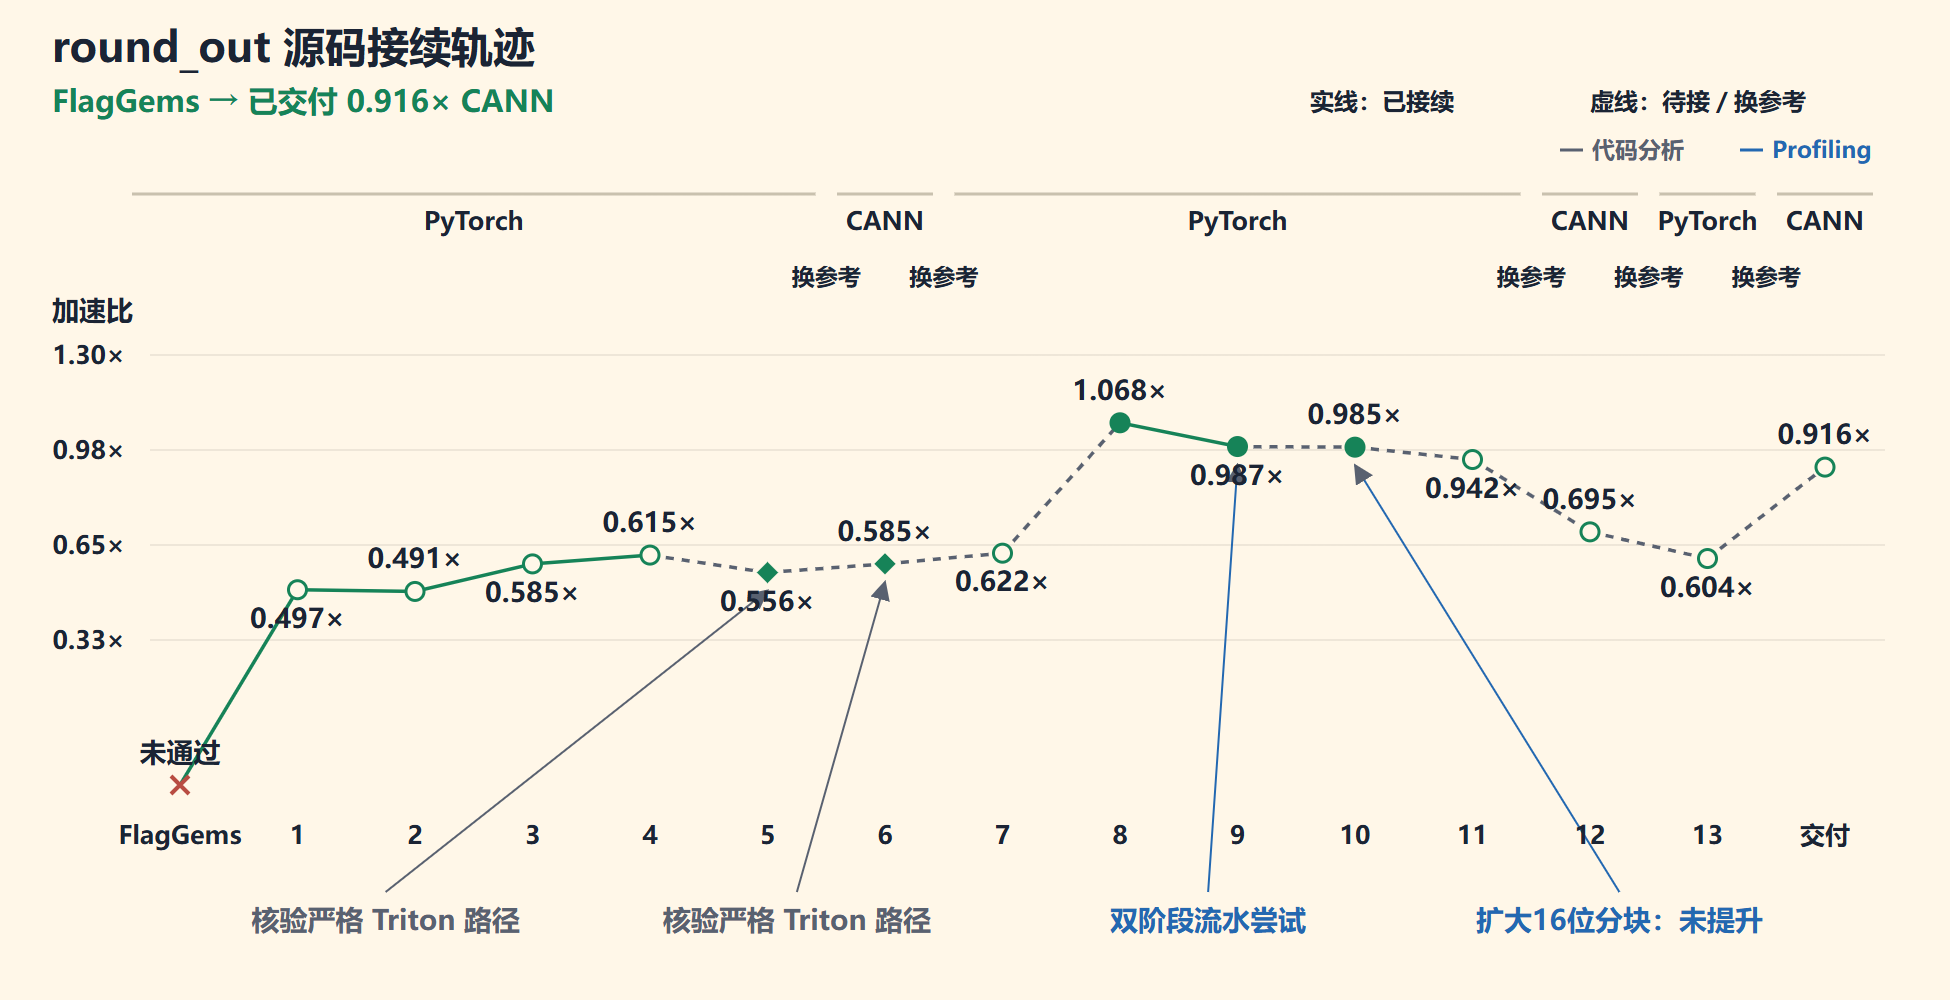 round_out 源码接续轨迹
FlagGems → 已交付 0.916× CANN
实线：已接续
虚线：待接 / 换参考
代码分析
Profiling
PyTorch
CANN
PyTorch
CANN
PyTorch
CANN
换参考
换参考
换参考
换参考
换参考
加速比
1.30×
0.98×
0.65×
0.33×
未通过
0.497×
0.491×
0.585×
0.615×
0.556×
0.585×
0.622×
1.068×
0.987×
0.985×
0.942×
0.695×
0.604×
0.916×
FlagGems
1
2
3
4
5
6
7
8
9
10
11
12
13
交付
核验严格 Triton 路径
核验严格 Triton 路径
双阶段流水尝试
扩大16位分块：未提升